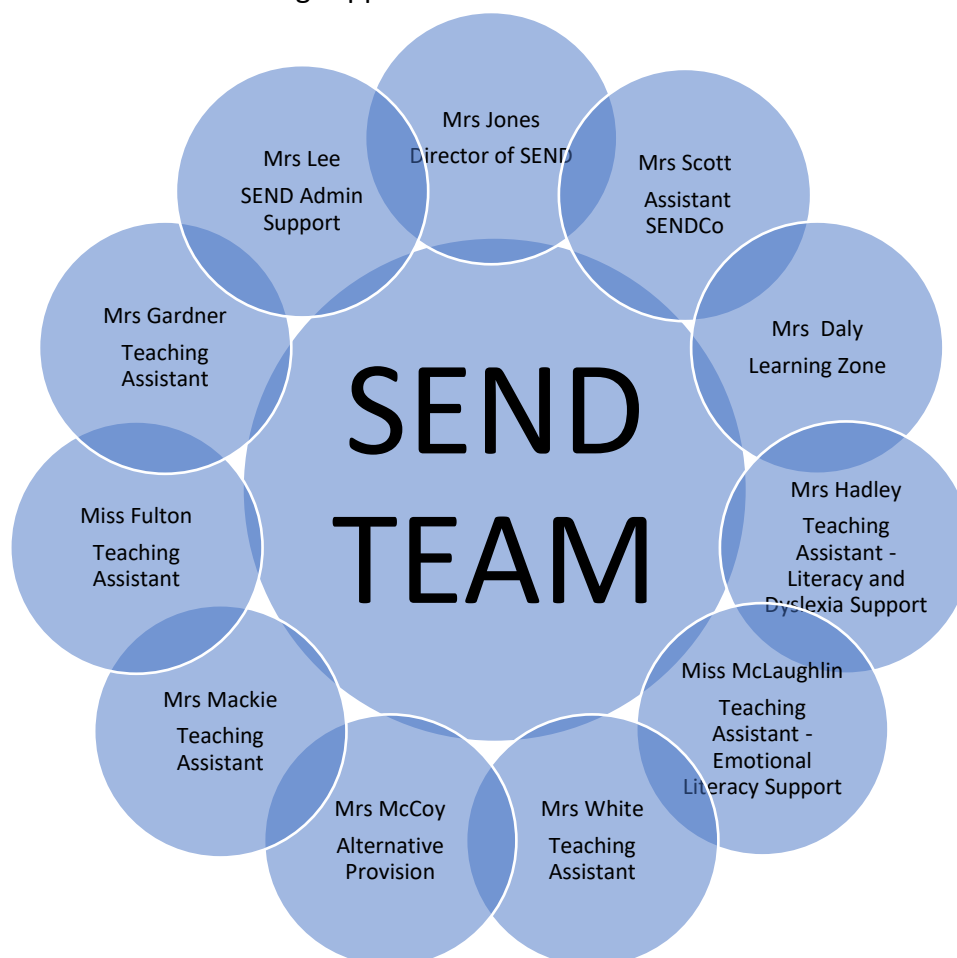 Mrs Jones
Director of SEND
Mrs Scott
Assistant
SENDCo
Mrs  Daly
Learning Zone
Mrs Hadley
Teaching
Assistant -
Literacy and
Dyslexia Support
Miss McLaughlin
Teaching
Assistant -
Emotional
Literacy Support
Mrs White
Teaching
Assistant
Mrs McCoy
Alternative
Provision
Mrs Mackie
Teaching
Assistant
Miss Fulton
Teaching
Assistant
Mrs Gardner
Teaching
Assistant
Mrs Lee
SEND Admin
Support
SEND
TEAM